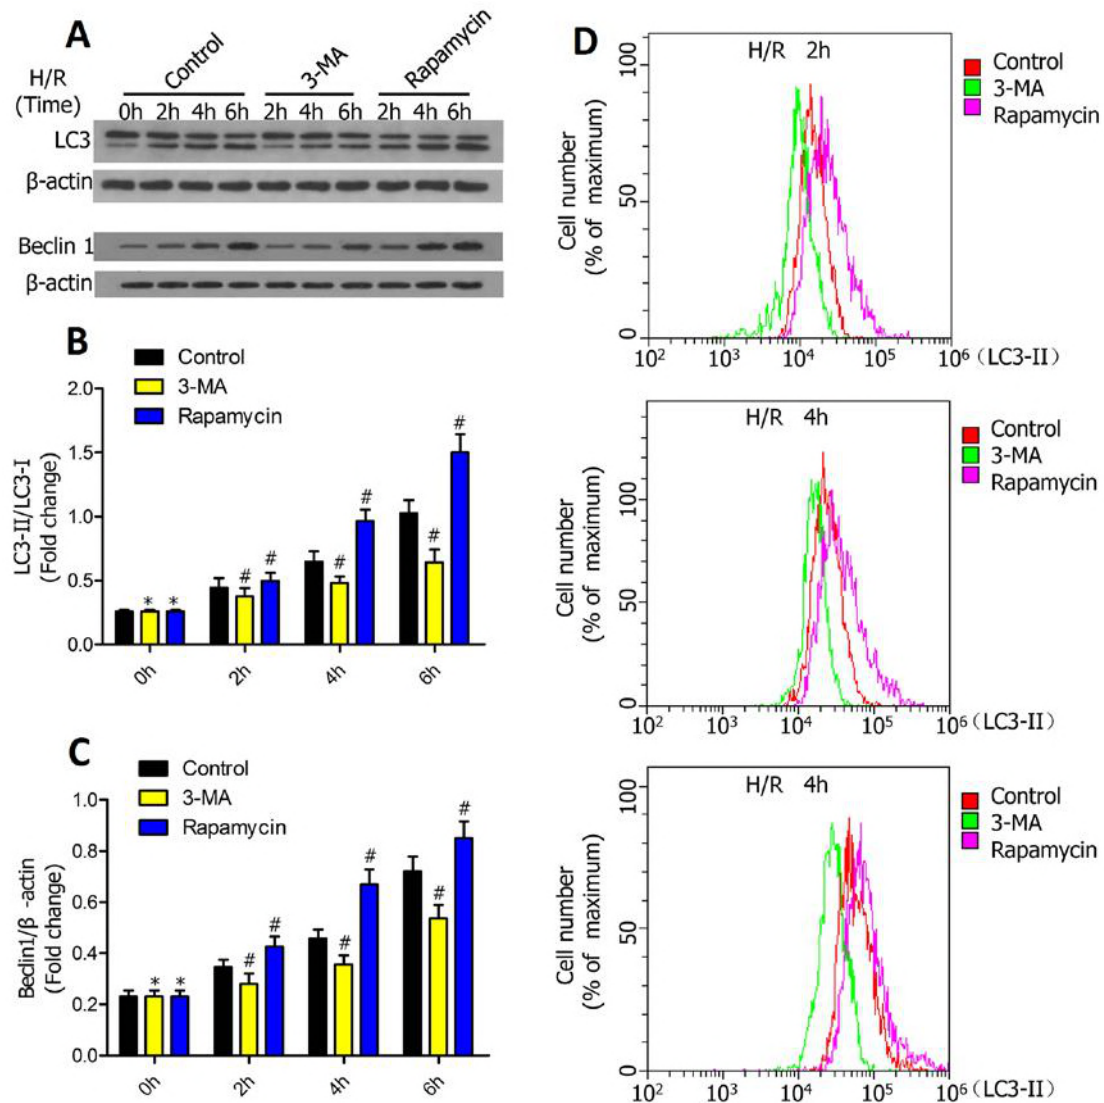 A
H/R
(Time)
Control
3-MA
Rapamycin
0h 2h 4h 6h 2h 4h 6h 2h 4h 6h
LC3
β-actin
Beclin 1
β-actin
B
Control
3-MA
Rapamycin
LC3-II/LC3-I
(Fold change)
2.0
1.5
1.0
0.5
0.0
* * # # # # # #
0h 2h 4h 6h
C
Control
3-MA
Rapamycin
Beclin1/β -actin
(Fold change)
1.0
0.8
0.6
0.4
0.2
0.0
* * # # # # # #
0h 2h 4h 6h
D
H/R 2h
Control
3-MA
Rapamycin
Cell number
(% of maximum)
100
50
0
10² 10³ 10⁴ 10⁵ 10⁶ (LC3-II)
H/R 4h
Control
3-MA
Rapamycin
Cell number
(% of maximum)
100
50
0
10² 10³ 10⁴ 10⁵ 10⁶ (LC3-II)
H/R 4h
Control
3-MA
Rapamycin
Cell number
(% of maximum)
100
50
0
10² 10³ 10⁴ 10⁵ 10⁶ (LC3-II)